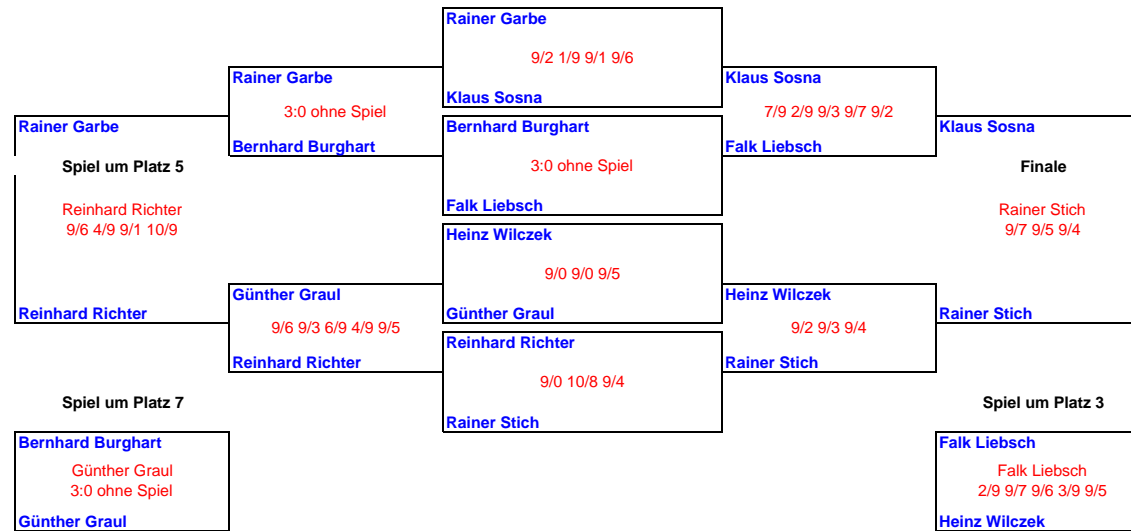 Rainer Garbe
9/2 1/9 9/1 9/6
Rainer Garbe
Klaus Sosna
Klaus Sosna
3:0 ohne Spiel
7/9 2/9 9/3 9/7 9/2
Rainer Garbe
Bernhard Burghart
Klaus Sosna
Bernhard Burghart
Falk Liebsch
Spiel um Platz 5
3:0 ohne Spiel
Finale
Reinhard Richter
Falk Liebsch
Rainer Stich
9/6 4/9 9/1 10/9
9/7 9/5 9/4
Heinz Wilczek
9/0 9/0 9/5
Günther Graul
Heinz Wilczek
Reinhard Richter
Günther Graul
Rainer Stich
9/6 9/3 6/9 4/9 9/5
9/2 9/3 9/4
Reinhard Richter
Reinhard Richter
Rainer Stich
9/0 10/8 9/4
Spiel um Platz 7
Spiel um Platz 3
Rainer Stich
Bernhard Burghart
Falk Liebsch
Günther Graul
Falk Liebsch
3:0 ohne Spiel
2/9 9/7 9/6 3/9 9/5
Günther Graul
Heinz Wilczek